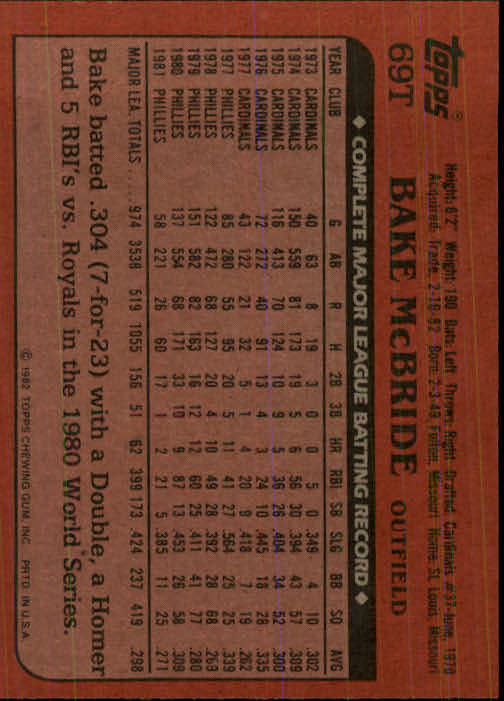 topps®
69T
Height: 6'2" Weight: 190 Bats: Left Throws: Right Drafted: Cardinals #37-June, 1970
Acquired: Trade, 2-16-82 Born: 2-3-49, Fulton, Missouri Home: St. Louis, Missouri
BAKE McBRIDE OUTFIELD
◆ COMPLETE MAJOR LEAGUE BATTING RECORD ◆
YEAR CLUB G AB R H 2B 3B HR RBI SB SLG BB SO AVG
1973 CARDINALS 40 63 8 19 3 0 0 5 0 .349 4 10 .302
1974 CARDINALS 150 559 81 173 19 5 6 56 30 .394 43 57 .309
1975 CARDINALS 116 413 70 124 10 9 5 36 26 .404 34 52 .300
1976 CARDINALS 72 272 40 91 13 4 3 24 10 .445 18 28 .335
1977 CARDINALS 43 122 21 32 5 1 4 20 9 .418 7 19 .262
1977 PHILLIES 85 280 55 95 20 5 11 41 27 .564 25 25 .339
1978 PHILLIES 122 472 68 127 20 4 10 49 28 .392 28 68 .269
1979 PHILLIES 151 582 82 163 16 12 12 60 25 .411 41 77 .280
1980 PHILLIES 137 554 68 171 33 10 9 87 13 .453 26 58 .309
1981 PHILLIES 58 221 26 60 17 1 2 21 5 .385 11 25 .271
MAJOR LEA. TOTALS .... 974 3538 519 1055 156 51 62 399 173 .424 237 419 .298
Bake batted .304 (7-for-23) with a Double, a Homer
and 5 RBI's vs. Royals in the 1980 World Series.
© 1982 TOPPS CHEWING GUM, INC. PRTD. IN U.S.A.